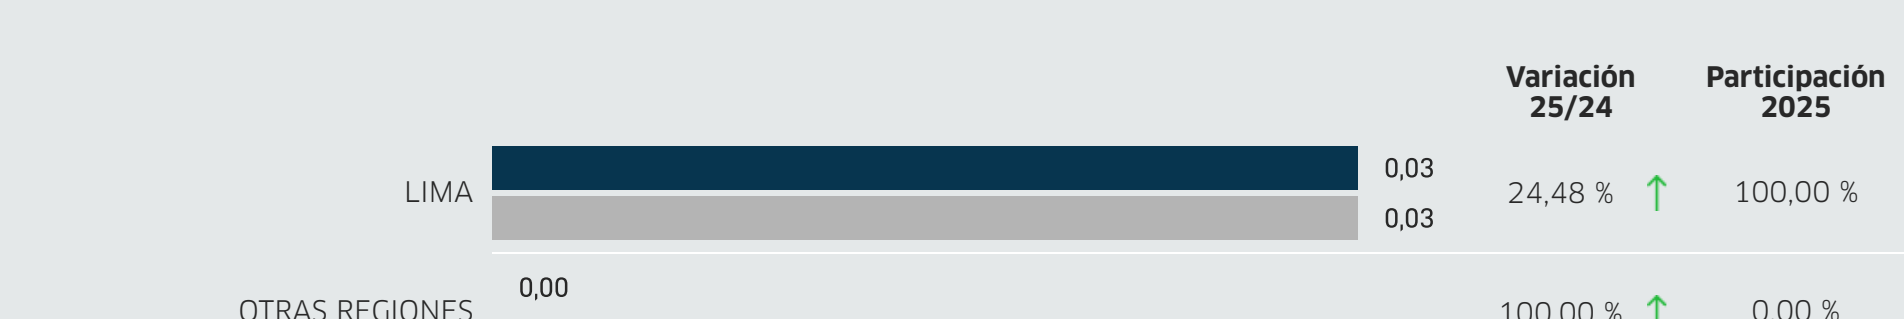 Variación Participación
25/24 2025
LIMA 0,03 24,48 % ↑ 100,00 %
0,03
0,00
OTRAS REGIONES 100,00 % ↑ 0,00 %